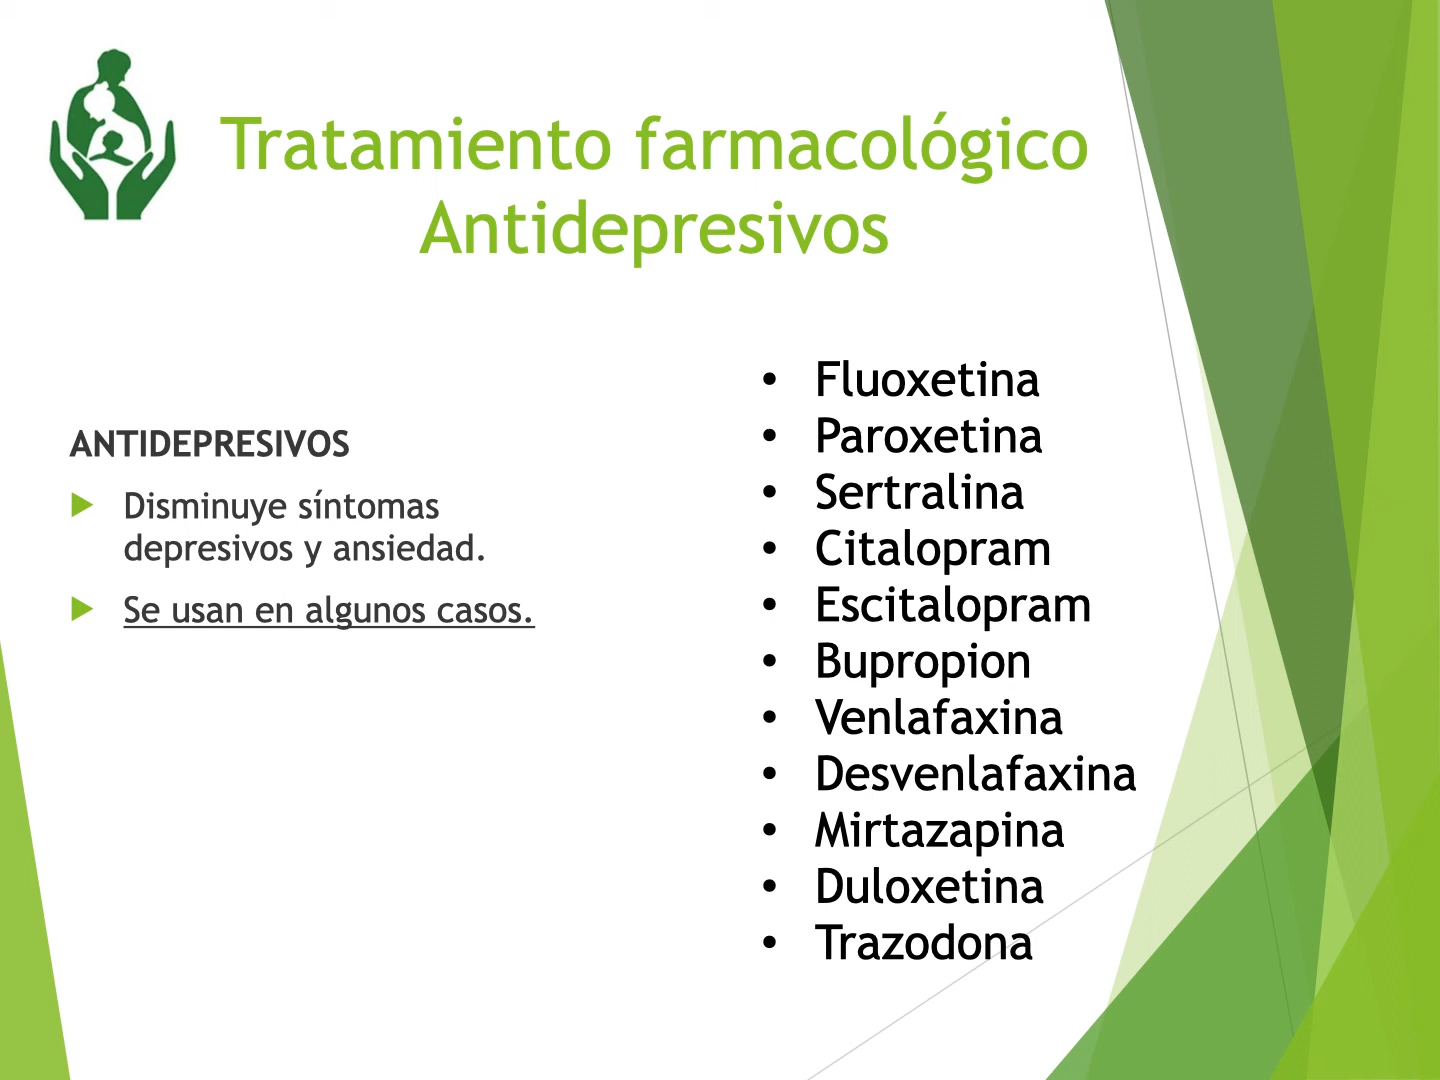 Tratamiento farmacológico
Antidepresivos
ANTIDEPRESIVOS
Disminuye síntomas
depresivos y ansiedad.
Se usan en algunos casos.
• Fluoxetina
• Paroxetina
• Sertralina
• Citalopram
• Escitalopram
• Bupropion
• Venlafaxina
• Desvenlafaxina
• Mirtazapina
• Duloxetina
• Trazodona